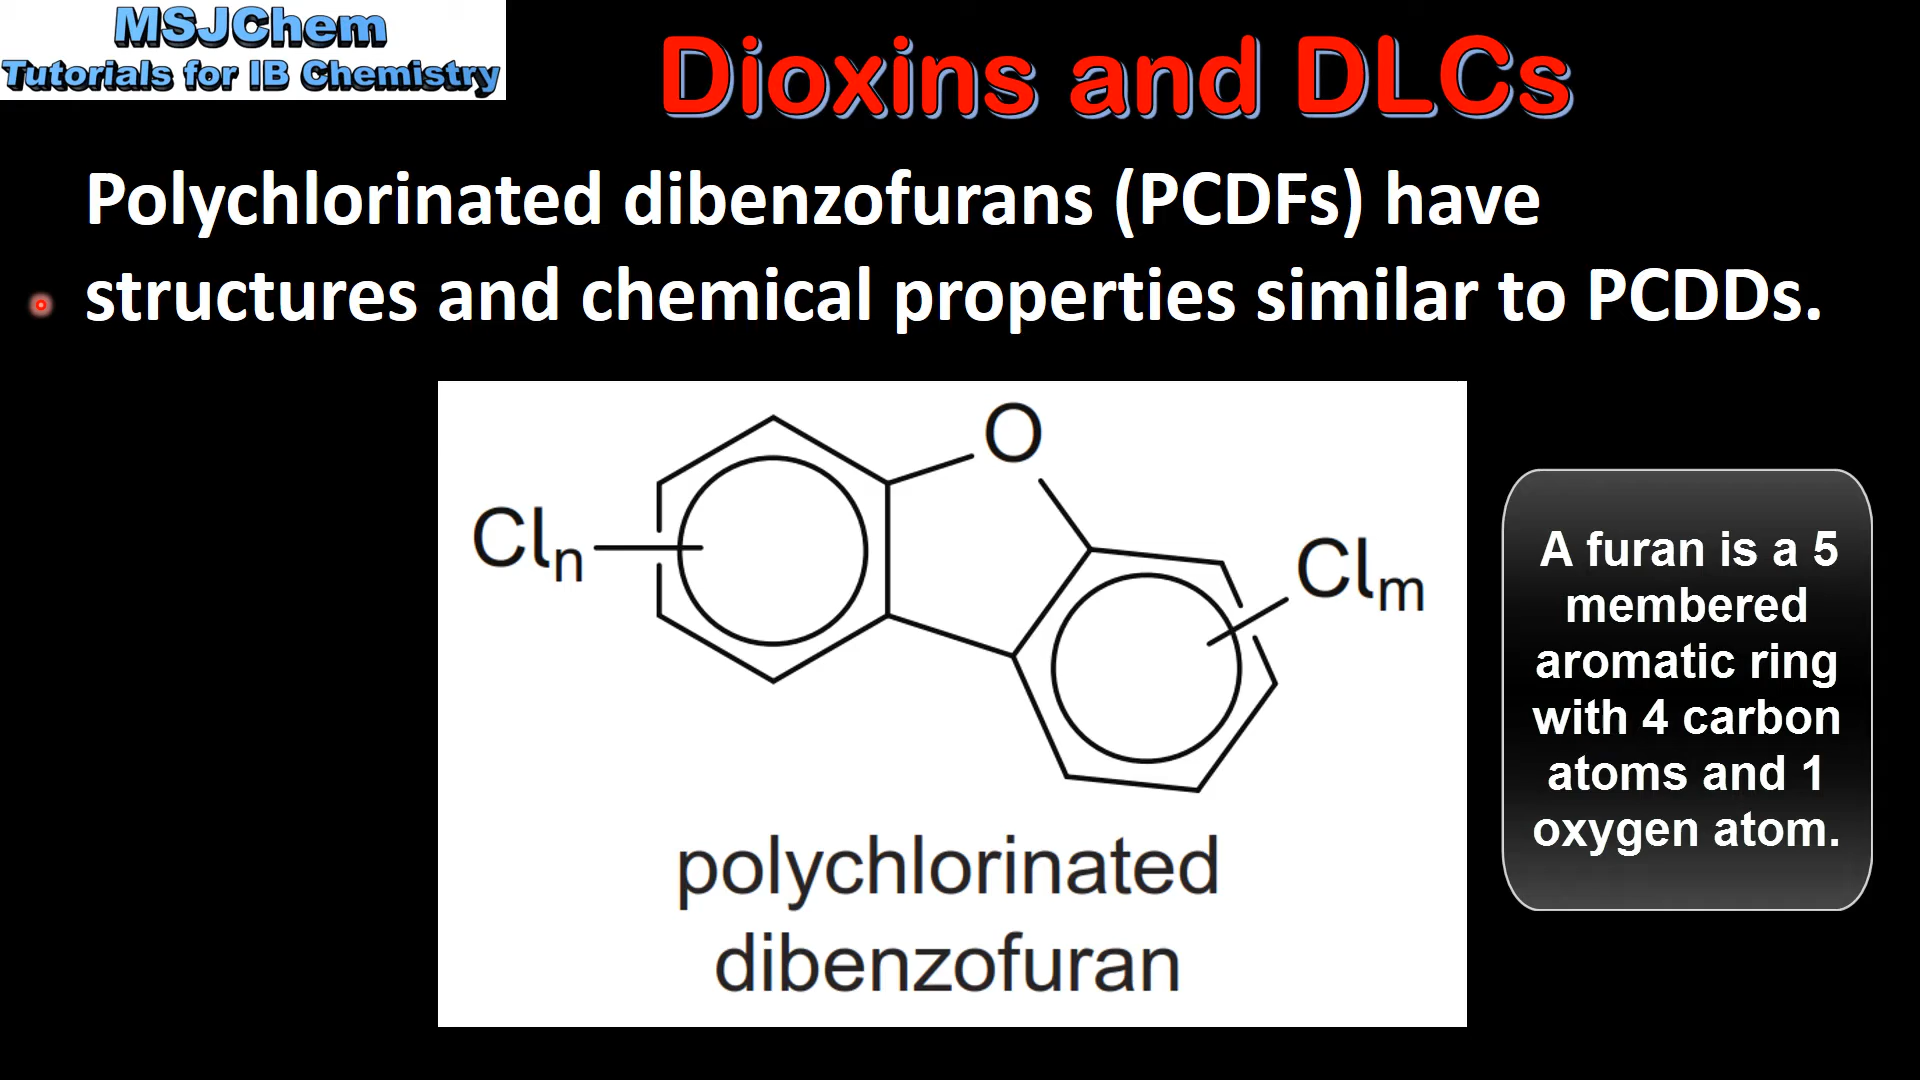 MSJChem
Tutorials for IB Chemistry
Dioxins and DLCs
Polychlorinated dibenzofurans (PCDFs) have
structures and chemical properties similar to PCDDs.
O
Cln
Clm
polychlorinated
dibenzofuran
A furan is a 5
membered
aromatic ring
with 4 carbon
atoms and 1
oxygen atom.